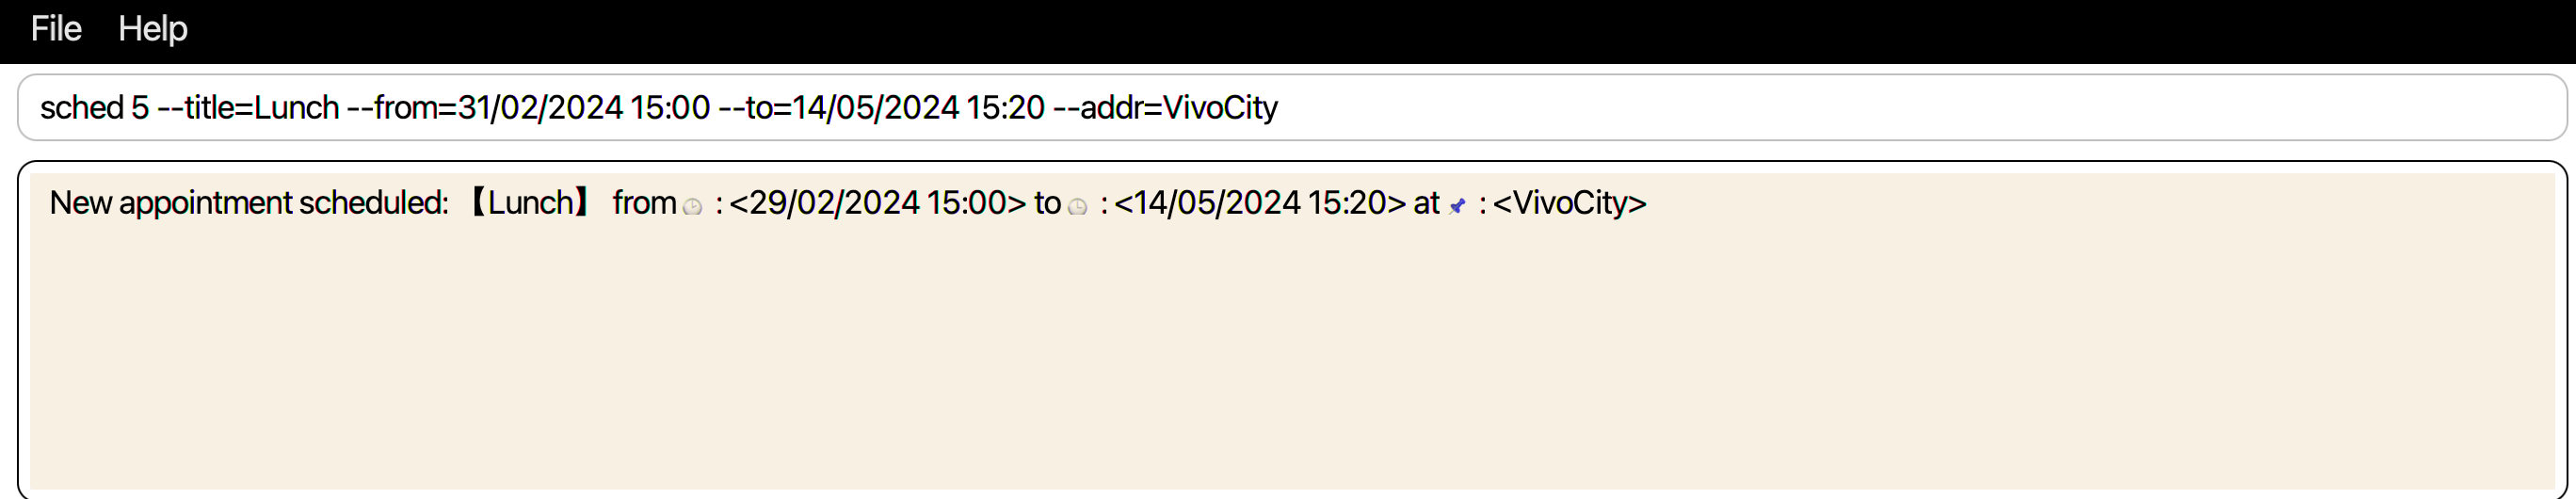 File Help
sched 5 --title=Lunch --from=31/02/2024 15:00 --to=14/05/2024 15:20 --addr=VivoCity
New appointment scheduled: 【Lunch】 from 🕒 : <29/02/2024 15:00> to 🕒 : <14/05/2024 15:20> at 📌 : <VivoCity>